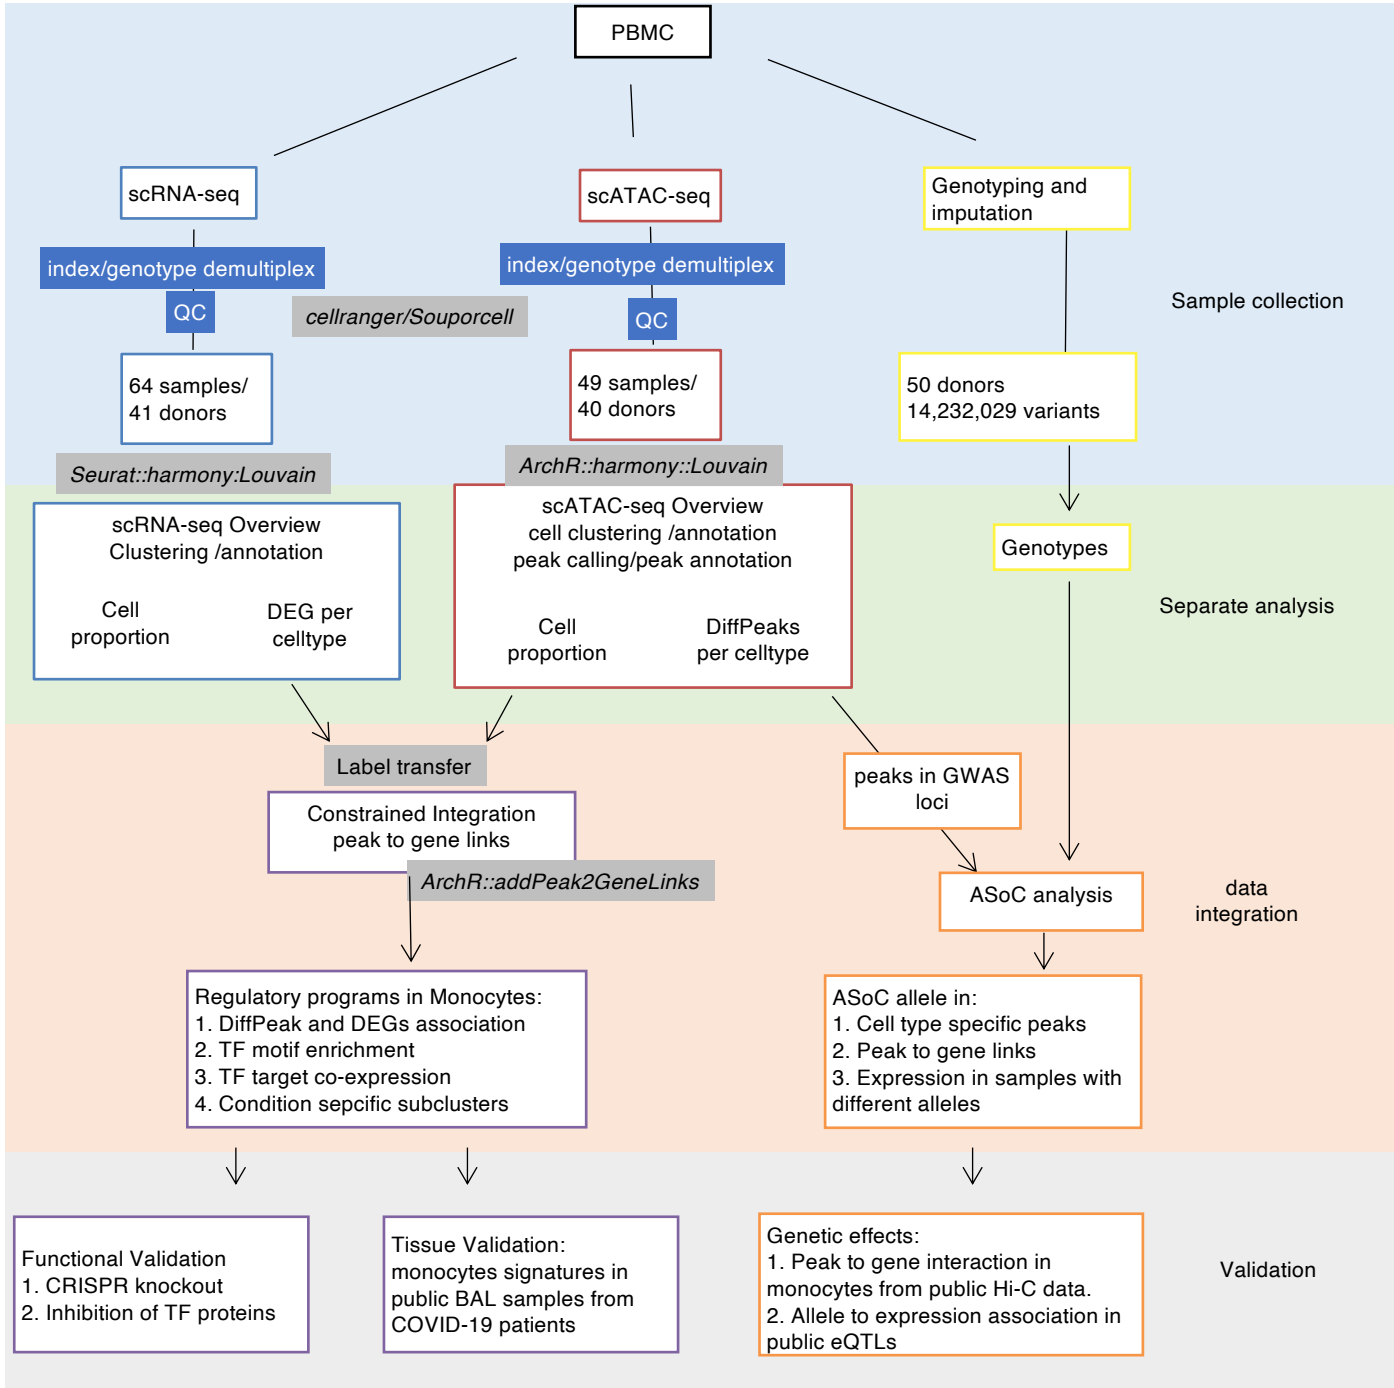 PBMC
scRNA-seq
scATAC-seq
Genotyping and
imputation
index/genotype demultiplex
index/genotype demultiplex
QC
cellranger/Souporcell
QC
Sample collection
64 samples/
41 donors
49 samples/
40 donors
50 donors
14,232,029 variants
Seurat::harmony:Louvain
ArchR::harmony::Louvain
scRNA-seq Overview
Clustering /annotation
Cell
proportion
DEG per
celltype
scATAC-seq Overview
cell clustering /annotation
peak calling/peak annotation
Cell
proportion
DiffPeaks
per celltype
Genotypes
Separate analysis
Label transfer
Constrained Integration
peak to gene links
ArchR::addPeak2GeneLinks
peaks in GWAS
loci
ASoC analysis
data
integration
Regulatory programs in Monocytes:
1. DiffPeak and DEGs association
2. TF motif enrichment
3. TF target co-expression
4. Condition sepcific subclusters
ASoC allele in:
1. Cell type specific peaks
2. Peak to gene links
3. Expression in samples with
different alleles
Functional Validation
1. CRISPR knockout
2. Inhibition of TF proteins
Tissue Validation:
monocytes signatures in
public BAL samples from
COVID-19 patients
Genetic effects:
1. Peak to gene interaction in
monocytes from public Hi-C data.
2. Allele to expression association in
public eQTLs
Validation